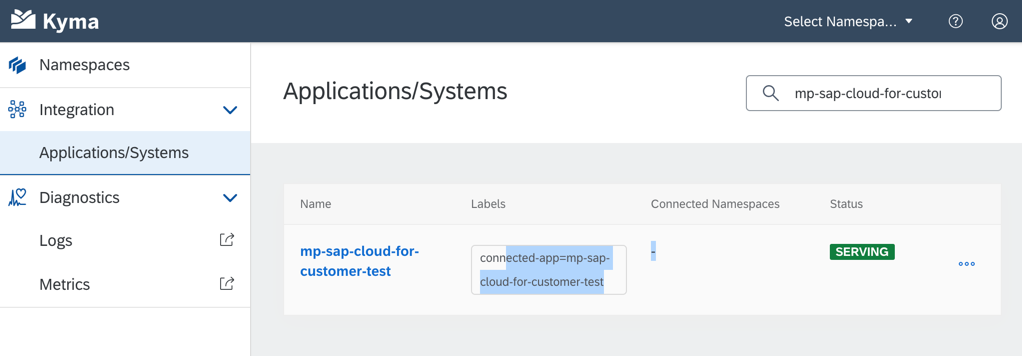 Kyma
Select Namespa...
Namespaces
Integration
Applications/Systems
Diagnostics
Logs
Metrics
Applications/Systems
mp-sap-cloud-for-custo
Name Labels Connected Namespaces Status
mp-sap-cloud-for-
customer-test
connected-app=mp-sap-
cloud-for-customer-test
-
SERVING